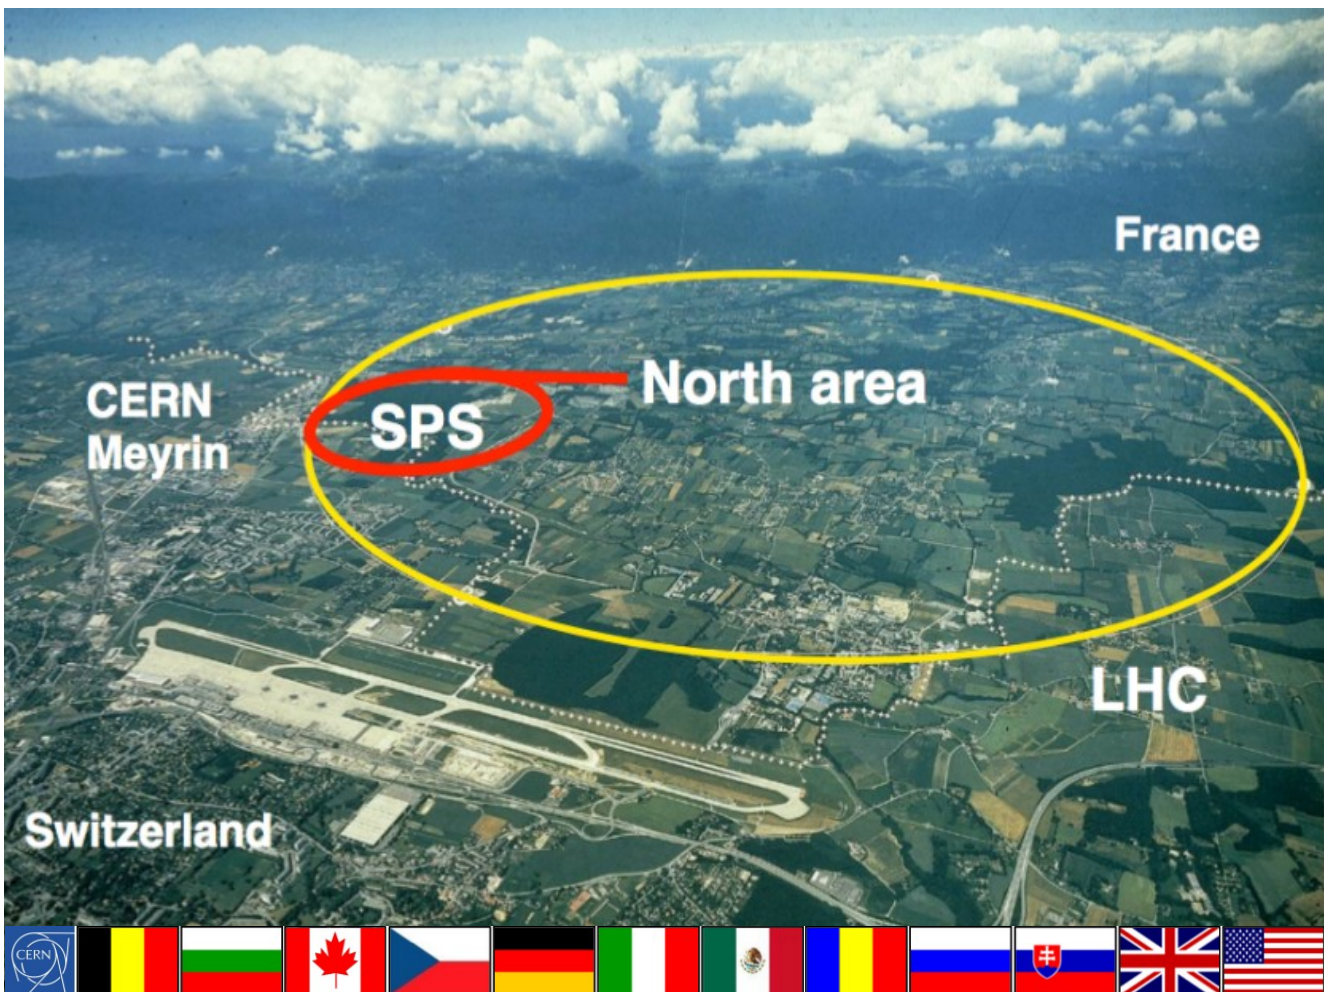 France
North area
SPS
CERN
Meyrin
LHC
Switzerland
CERN